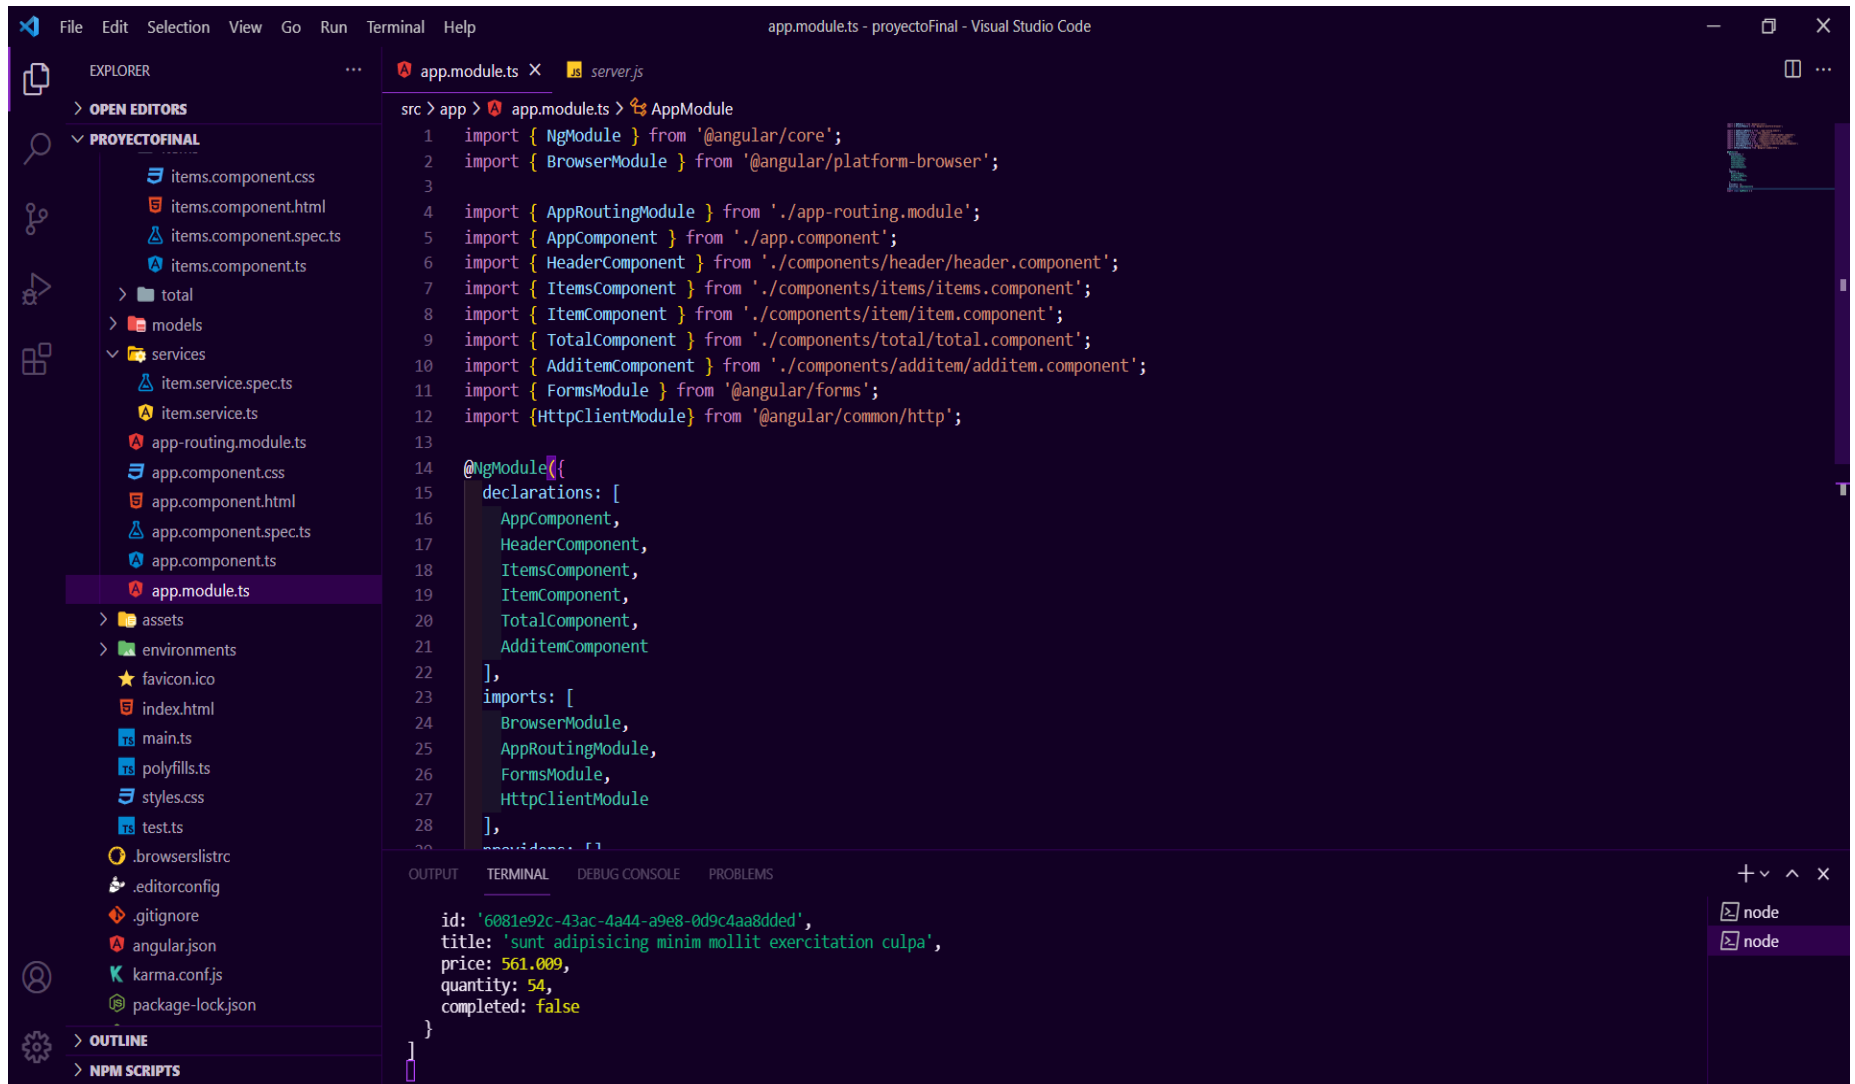 File Edit Selection View Go Run Terminal Help
app.module.ts - proyectoFinal - Visual Studio Code
EXPLORER
OPEN EDITORS
PROYECTOFINAL
items.component.css
items.component.html
items.component.spec.ts
items.component.ts
total
models
services
item.service.spec.ts
item.service.ts
app-routing.module.ts
app.component.css
app.component.html
app.component.spec.ts
app.component.ts
app.module.ts
assets
environments
favicon.ico
index.html
main.ts
polyfills.ts
styles.css
test.ts
.browserslistrc
.editorconfig
.gitignore
angular.json
karma.conf.js
package-lock.json
OUTLINE
NPM SCRIPTS
app.module.ts
JS server.js
src > app > app.module.ts > AppModule
1 import { NgModule } from '@angular/core';
2 import { BrowserModule } from '@angular/platform-browser';
3
4 import { AppRoutingModule } from './app-routing.module';
5 import { AppComponent } from './app.component';
6 import { HeaderComponent } from './components/header/header.component';
7 import { ItemsComponent } from './components/items/items.component';
8 import { ItemComponent } from './components/item/item.component';
9 import { TotalComponent } from './components/total/total.component';
10 import { AdditemComponent } from './components/additem/additem.component';
11 import { FormsModule } from '@angular/forms';
12 import {HttpClientModule} from '@angular/common/http';
13
14 @NgModule({
15 declarations: [
16 AppComponent,
17 HeaderComponent,
18 ItemsComponent,
19 ItemComponent,
20 TotalComponent,
21 AdditemComponent
22 ],
23 imports: [
24 BrowserModule,
25 AppRoutingModule,
26 FormsModule,
27 HttpClientModule
28 ],
29 providers: []
OUTPUT TERMINAL DEBUG CONSOLE PROBLEMS
id: '6081e92c-43ac-4a44-a9e8-0d9c4aa8dded',
title: 'sunt adipisicing minim mollit exercitation culpa',
price: 561.009,
quantity: 54,
completed: false
}
]
node
node